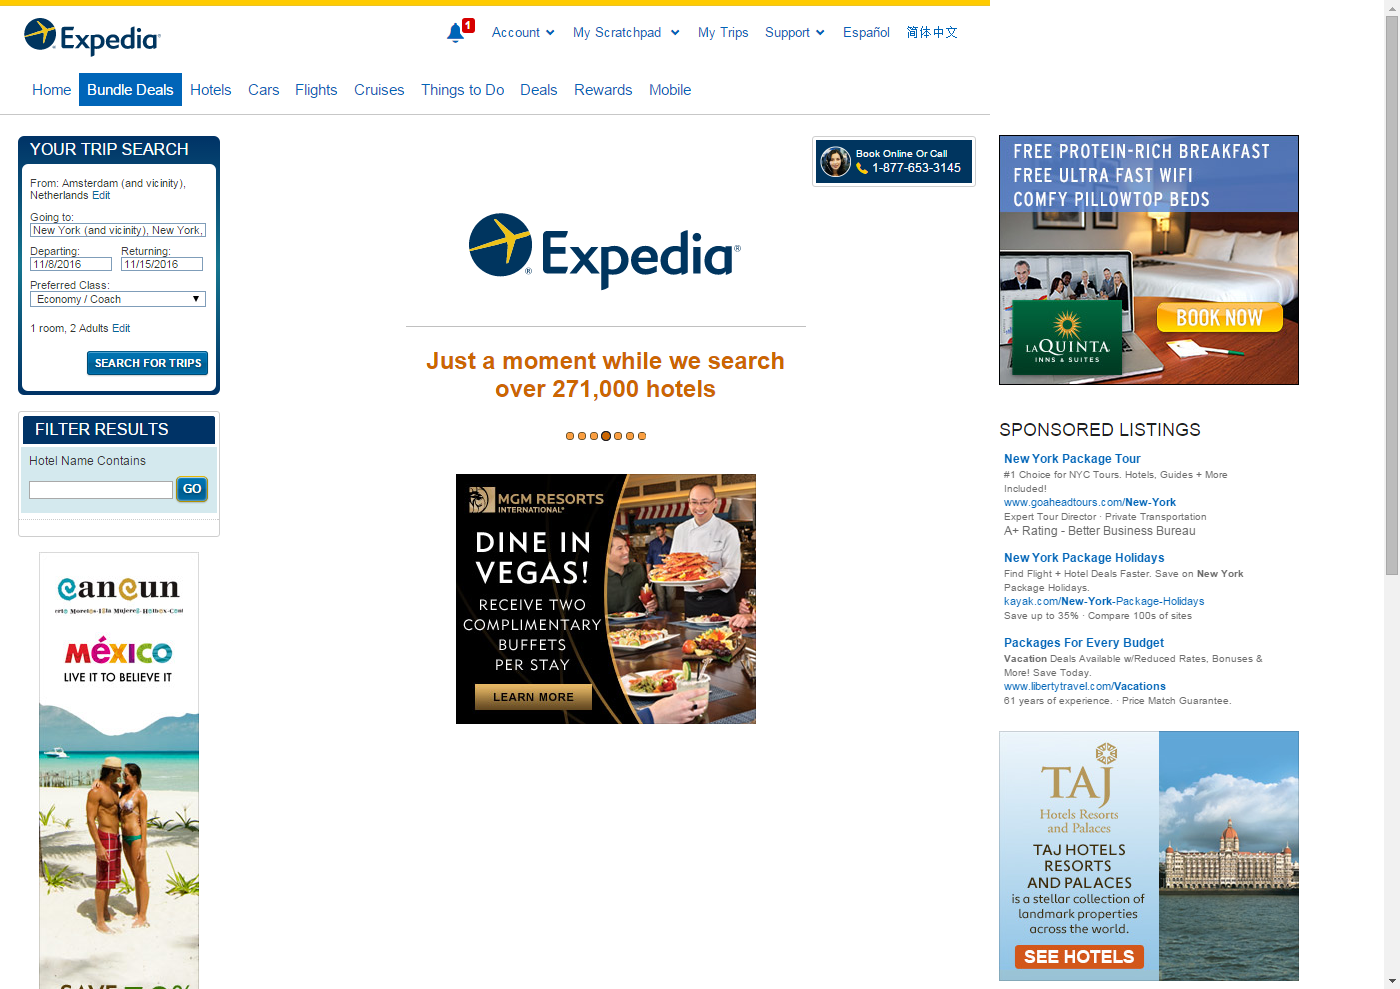 Expedia
1
Account
My Scratchpad
My Trips
Support
Español
简体中文
Home
Bundle Deals
Hotels
Cars
Flights
Cruises
Things to Do
Deals
Rewards
Mobile
YOUR TRIP SEARCH
From: Amsterdam (and vicinity),
Netherlands Edit
Going to:
New York (and vicinity), New York,
Departing:
Returning:
11/8/2016
11/15/2016
Preferred Class:
Economy / Coach
1 room, 2 Adults Edit
SEARCH FOR TRIPS
FILTER RESULTS
Hotel Name Contains
GO
cancun
MéXICO
LIVE IT TO BELIEVE IT
Book Online Or Call
1-877-653-3145
Expedia®
Just a moment while we search
over 271,000 hotels
MGM RESORTS
INTERNATIONAL®
DINE IN
VEGAS!
RECEIVE TWO
COMPLIMENTARY
BUFFETS
PER STAY
LEARN MORE
FREE PROTEIN-RICH BREAKFAST
FREE ULTRA FAST WIFI
COMFY PILLOWTOP BEDS
LAQUINTA
INNS & SUITES
BOOK NOW
SPONSORED LISTINGS
New York Package Tour
#1 Choice for NYC Tours. Hotels, Guides + More
Included!
www.goaheadtours.com/New-York
Expert Tour Director · Private Transportation
A+ Rating - Better Business Bureau
New York Package Holidays
Find Flight + Hotel Deals Faster. Save on New York
Package Holidays.
kayak.com/New-York-Package-Holidays
Save up to 35% · Compare 100s of sites
Packages For Every Budget
Vacation Deals Available w/Reduced Rates, Bonuses &
More! Save Today.
www.libertytravel.com/Vacations
61 years of experience. · Price Match Guarantee.
TAJ
Hotels Resorts
and Palaces
TAJ HOTELS
RESORTS
AND PALACES
is a stellar collection of
landmark properties
across the world.
SEE HOTELS